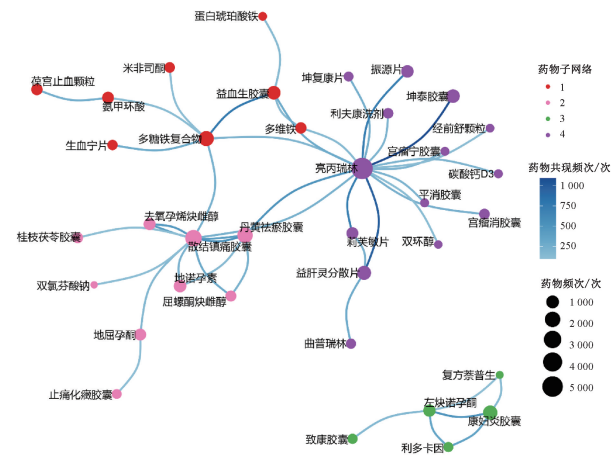 蛋白琥珀酸铁
米非司酮
葆宫止血颗粒
益血生胶囊
氨甲环酸
多维铁
生血宁片
多糖铁复合物
坤复康片
振源片
坤泰胶囊
利夫康洗剂
经前舒颗粒
宫瘤宁胶囊
亮丙瑞林
碳酸钙D3
平消胶囊
宫瘤消胶囊
双环醇
莉芙敏片
益肝灵分散片
曲普瑞林
去氧孕烯炔雌醇
丹黄祛瘀胶囊
桂枝茯苓胶囊
散结镇痛胶囊
地诺孕素
双氯芬酸钠
屈螺酮炔雌醇
地屈孕酮
止痛化癥胶囊
复方萘普生
左炔诺孕酮
康妇炎胶囊
致康胶囊
利多卡因
药物子网络
1
2
3
4
药物共现频次/次
1 000
750
500
250
药物频次/次
1 000
2 000
3 000
4 000
5 000